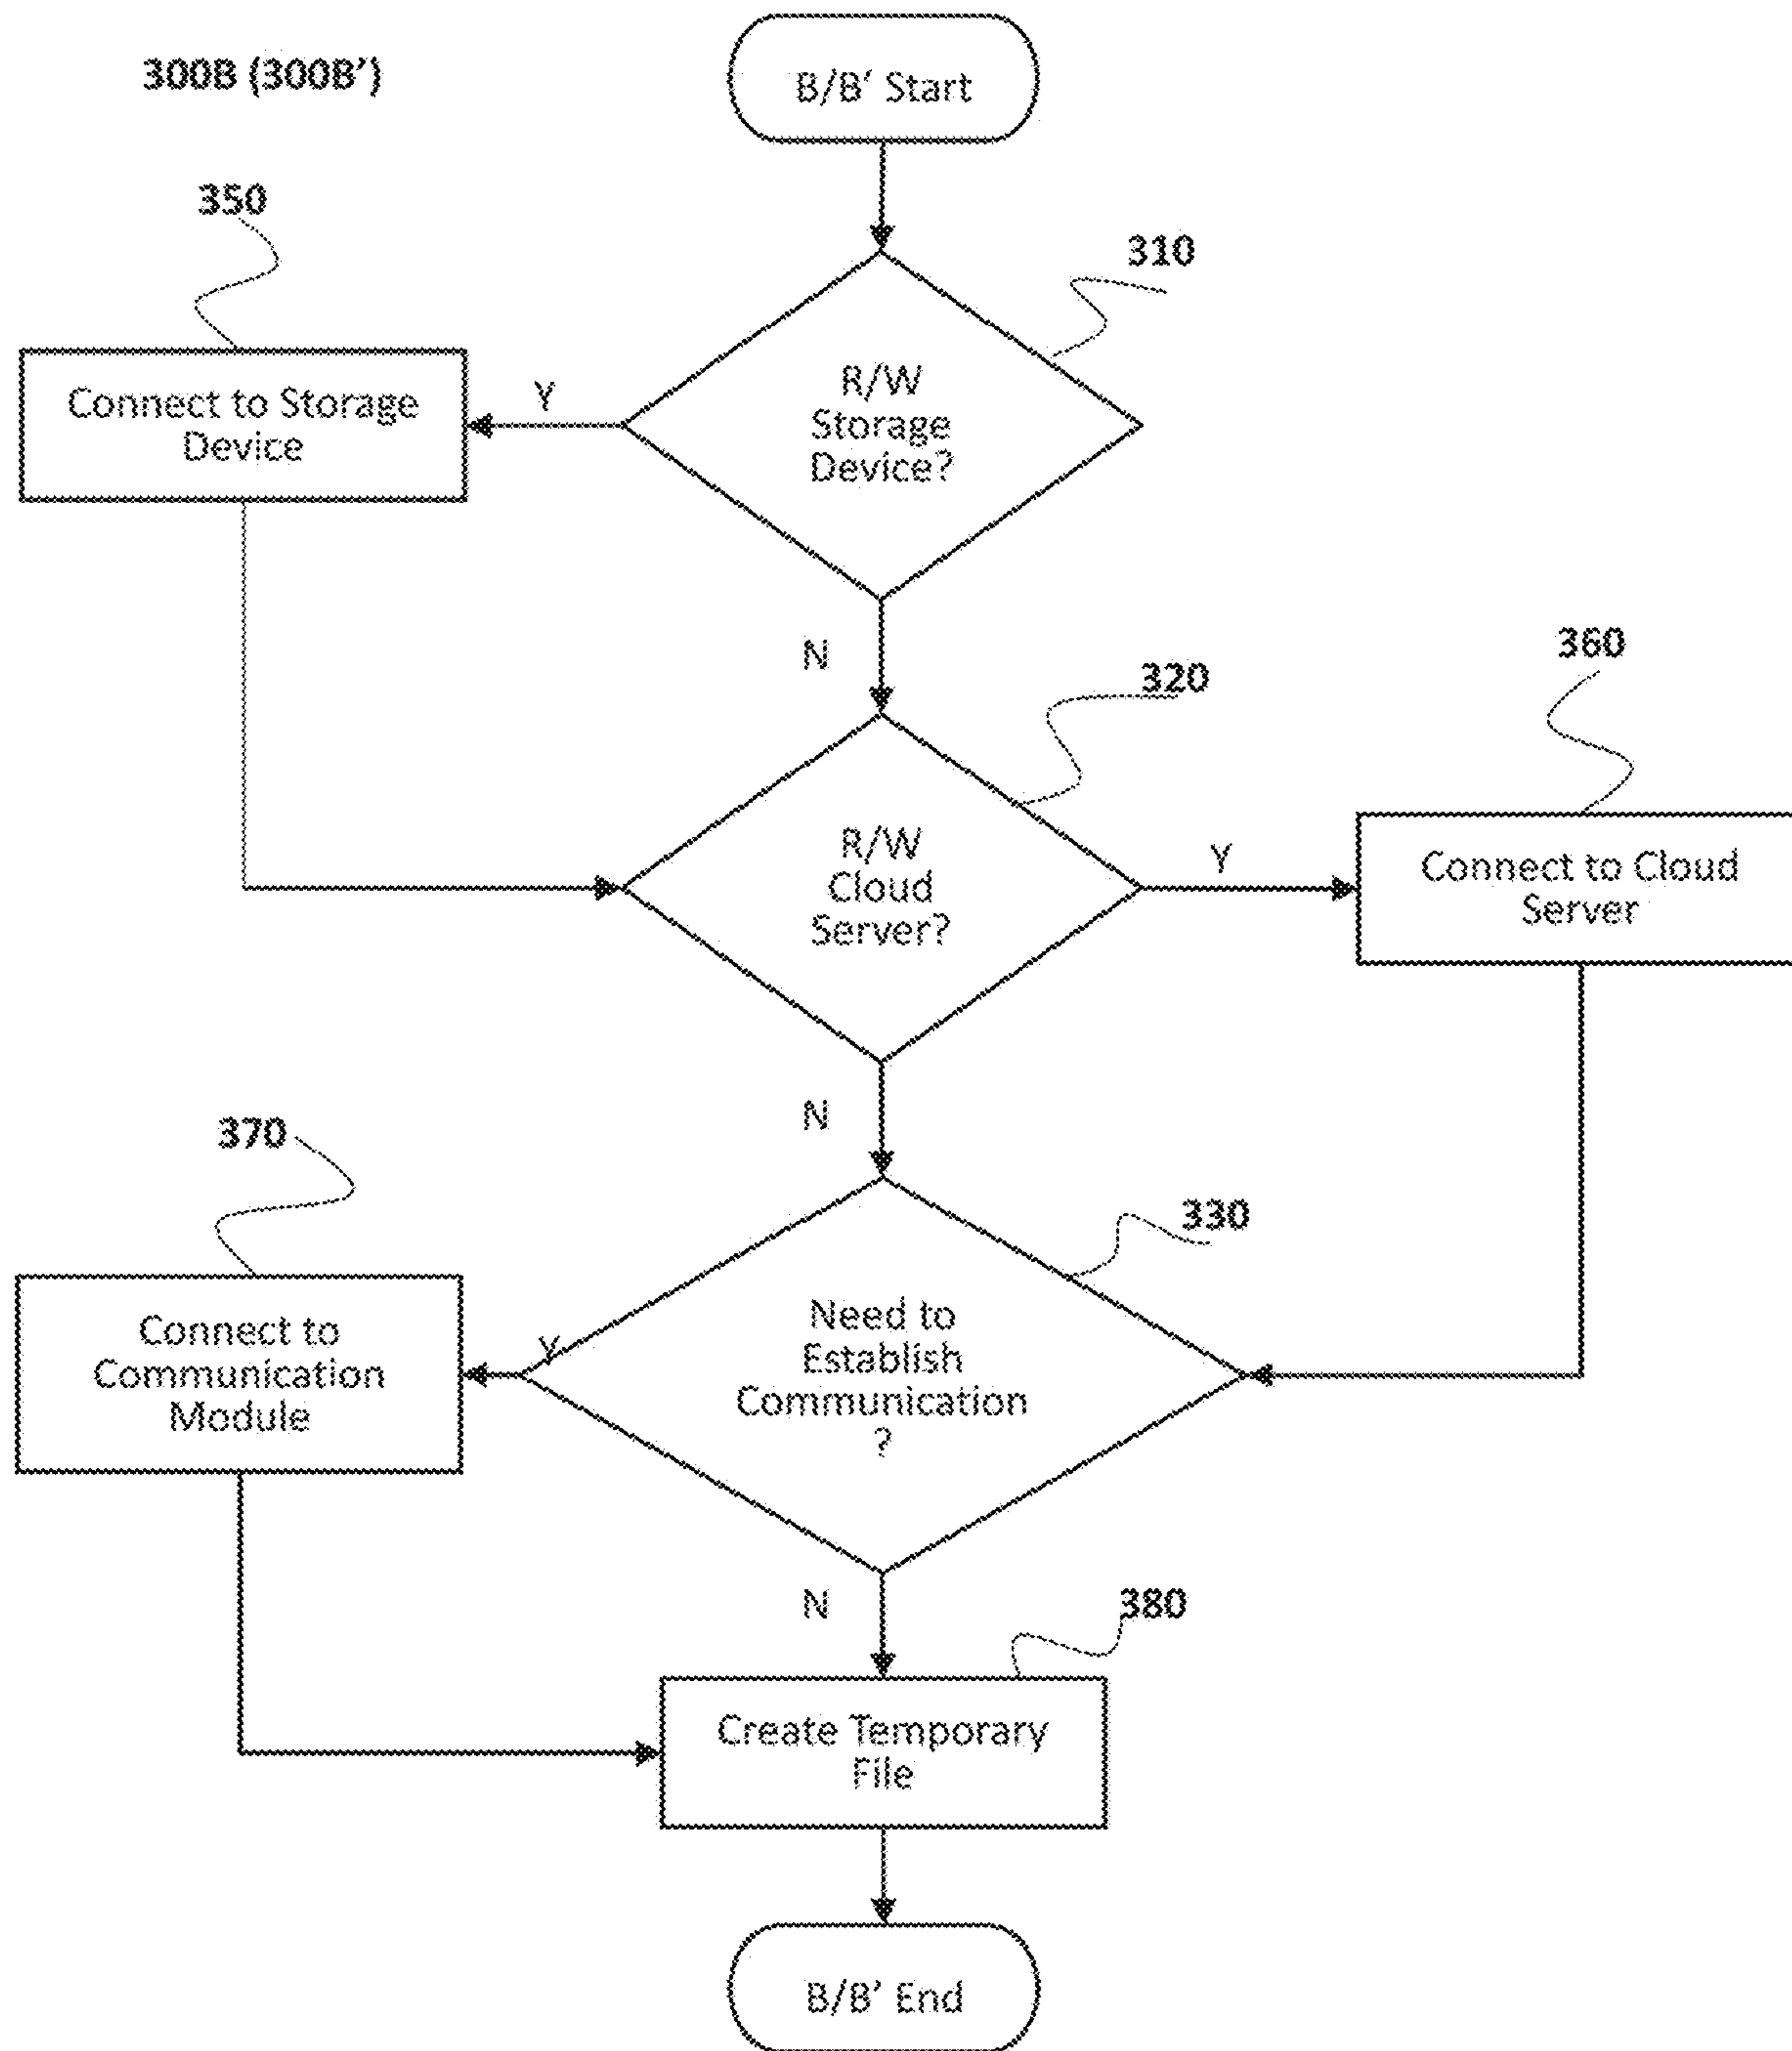 300B (300B’)
B/B’ Start
350
310
R/W
Storage
Device?
Y
Connect to Storage
Device
N
320
360
R/W
Cloud
Server?
Y
Connect to Cloud
Server
N
370
330
Need to
Establish
Communication
?
Y
Connect to
Communication
Module
N
380
Create Temporary
File
B/B’ End